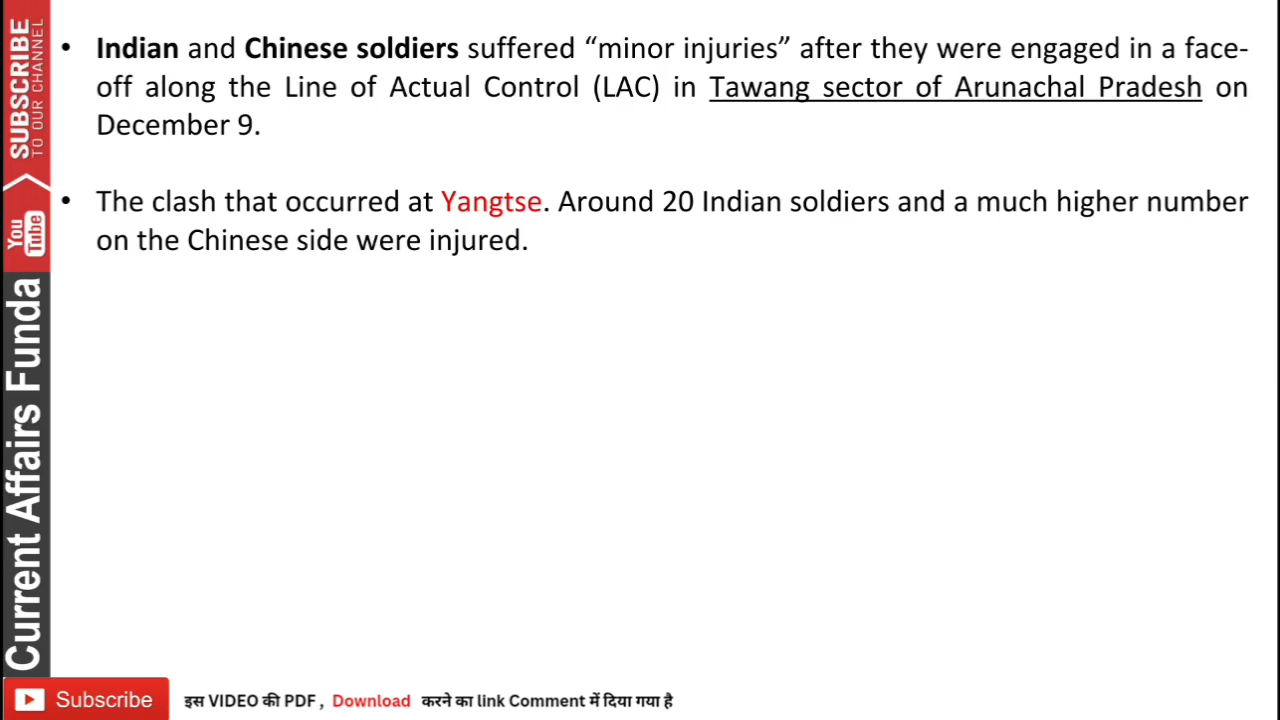 • Indian and Chinese soldiers suffered “minor injuries” after they were engaged in a face-
off along the Line of Actual Control (LAC) in Tawang sector of Arunachal Pradesh on
December 9.
• The clash that occurred at Yangtse. Around 20 Indian soldiers and a much higher number
on the Chinese side were injured.
SUBSCRIBE
TO OUR CHANNEL
You
Tube
Current Affairs Funda
Subscribe
इस VIDEO की PDF , Download करने का link Comment में दिया गया है